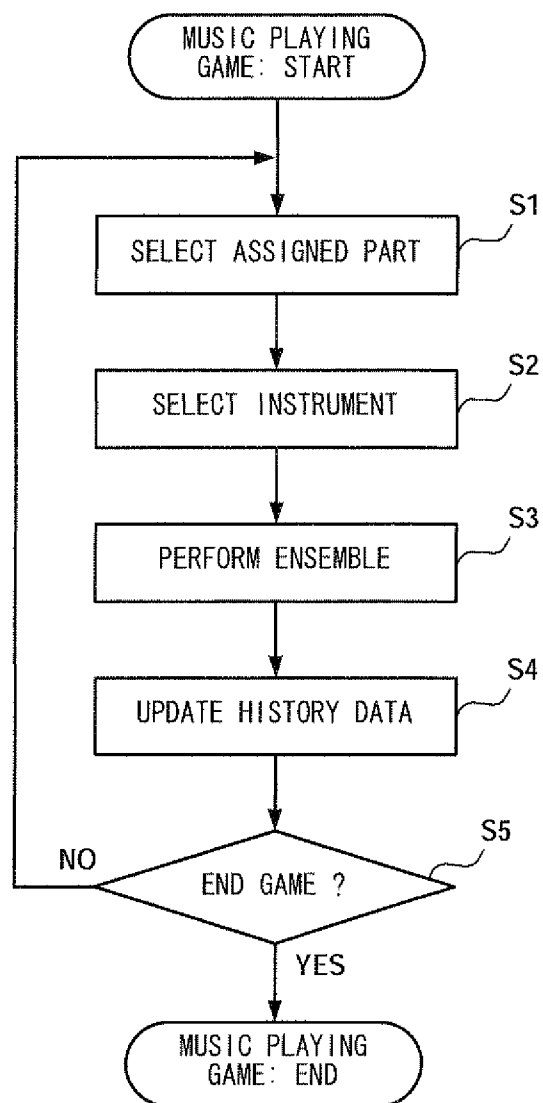 MUSIC PLAYING
GAME: START
S1
SELECT ASSIGNED PART
S2
SELECT INSTRUMENT
S3
PERFORM ENSEMBLE
S4
UPDATE HISTORY DATA
S5
NO
END GAME ?
YES
MUSIC PLAYING
GAME: END